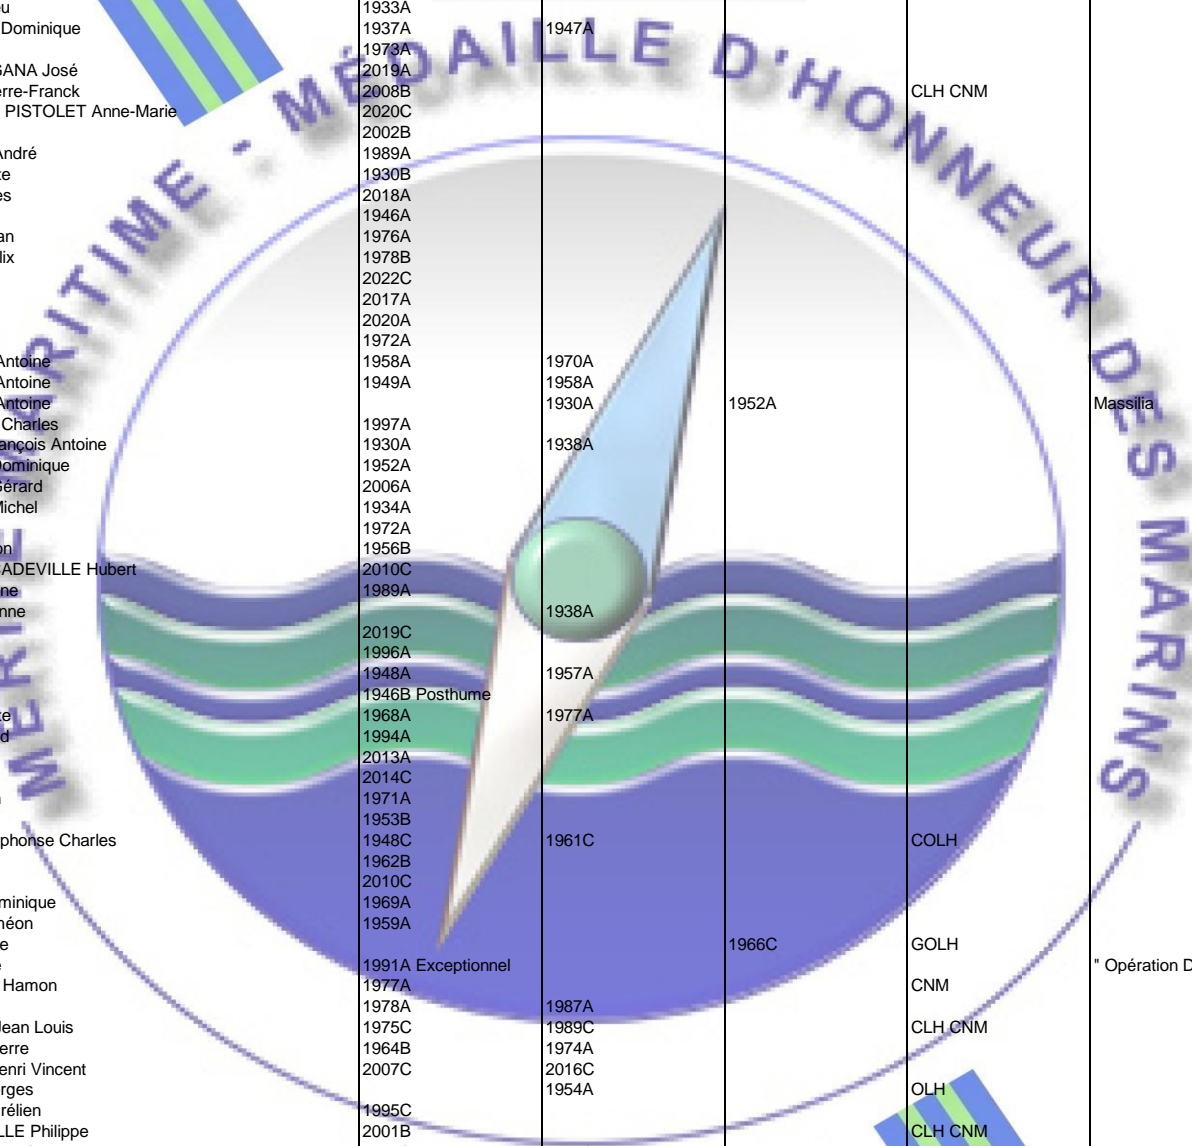 MÉRITE MARITIME - MÉDAILLE D'HONNEUR DES MARINS
1933A
Dominique 1937A 1947A
1973A
GANA José 2019A
erre-Franck 2008B CLH CNM
PISTOLET Anne-Marie 2020C
2002B
André 1989A
te 1930B
es 2018A
1946A
an 1976A
lix 1978B
2022C
2017A
2020A
1972A
Antoine 1958A 1970A
Antoine 1949A 1958A
Antoine 1930A 1952A Massilia
Charles 1997A
ançois Antoine 1930A 1938A
Dominique 1952A
Gérard 2006A
Michel 1934A
1972A
on 1956B
ADEVILLE Hubert 2010C
ne 1989A
nne 1938A
2019C
1996A
1948A 1957A
1946B Posthume
te 1968A 1977A
d 1994A
2013A
2014C
1971A
1953B
phonse Charles 1948C 1961C COLH
1962B
2010C
minique 1969A
méon 1959A
e 1966C GOLH
1991A Exceptionnel " Opération D
Hamon 1977A CNM
1978A 1987A
Jean Louis 1975C 1989C CLH CNM
erre 1964B 1974A
enri Vincent 2007C 2016C
rges 1954A OLH
rélien 1995C
LLE Philippe 2001B CLH CNM